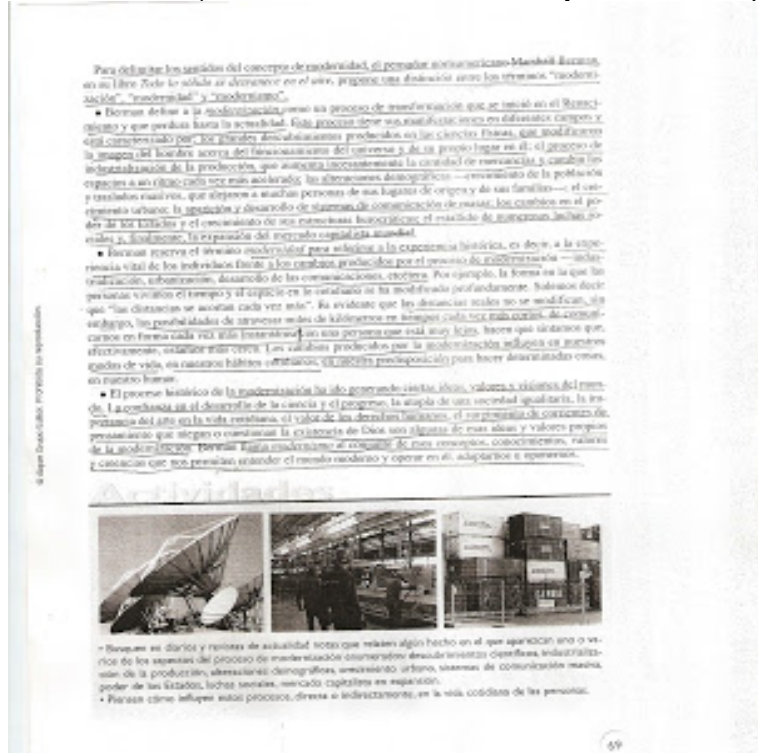 Para delimitar los sentidos del concepto de modernidad, el pensador norteamericano Marshall Berman,
en su libro Todo lo sólido se desvanece en el aire, propone una distinción entre los términos "moderni-
zación", "modernidad" y "modernismo".
• Berman define a la modernización como un proceso de transformación que se inició en el Renaci-
miento y que perdura hasta la actualidad. Este proceso tiene sus manifestaciones en diferentes campos y
está caracterizado por: los grandes descubrimientos producidos en las ciencias físicas, que modificaron
la imagen del hombre acerca del funcionamiento del universo y de su propio lugar en él; el proceso de
industrialización de la producción, que aumenta incesantemente la cantidad de mercancías y cambia los
espacios a un ritmo cada vez más acelerado; las alteraciones demográficas —crecimiento de la población
y traslados masivos, que alejaron a muchas personas de sus lugares de origen y de sus familias—; el cre-
cimiento urbano; la aparición y desarrollo de sistemas de comunicación de masas; los cambios en el po-
der de los Estados y el crecimiento de sus estructuras burocráticas; el estallido de numerosas luchas so-
ciales y, finalmente, la expansión del mercado capitalista mundial.
• Berman reserva el término modernidad para referirse a la experiencia histórica, es decir, a la expe-
riencia vital de los individuos frente a los cambios producidos por el proceso de modernización —indus-
trialización, urbanización, desarrollo de las comunicaciones, etcétera. Por ejemplo, la forma en la que las
personas vivimos el tiempo y el espacio en lo cotidiano se ha modificado profundamente. Solemos decir
que "las distancias se acortan cada vez más". Es evidente que las distancias reales no se modifican, sin
embargo, las posibilidades de atravesar miles de kilómetros en tiempos cada vez más cortos, de comuni-
carnos en forma cada vez más instantánea con una persona que está muy lejos, hacen que sintamos que,
efectivamente, estamos más cerca. Los cambios producidos por la modernización influyen en nuestros
modos de vida, en nuestros hábitos cotidianos, en nuestra predisposición para hacer determinadas cosas,
en nuestro humor.
• El proceso histórico de la modernización ha ido generando ciertas ideas, valores y visiones del mun-
do. La confianza en el desarrollo de la ciencia y el progreso, la utopía de una sociedad igualitaria, la im-
portancia del arte en la vida cotidiana, el valor de los derechos humanos, el surgimiento de corrientes de
pensamiento que niegan o cuestionan la existencia de Dios son algunas de esas ideas y valores propios
de la modernización. Berman llama modernismo al conjunto de esos conceptos, conocimientos, valores
y creencias que nos permiten entender el mundo moderno y operar en él, adaptarnos u oponernos.
Actividades
• Busquen en diarios y revistas de actualidad notas que relaten algún hecho en el que aparezcan uno o va-
rios de los aspectos del proceso de modernización enumerados: descubrimientos científicos, industrializa-
ción de la producción, alteraciones demográficas, crecimiento urbano, sistemas de comunicación masiva,
poder de los Estados, luchas sociales, mercado capitalista en expansión.
• Piensen cómo influyen estos procesos, directa o indirectamente, en la vida cotidiana de las personas.
69